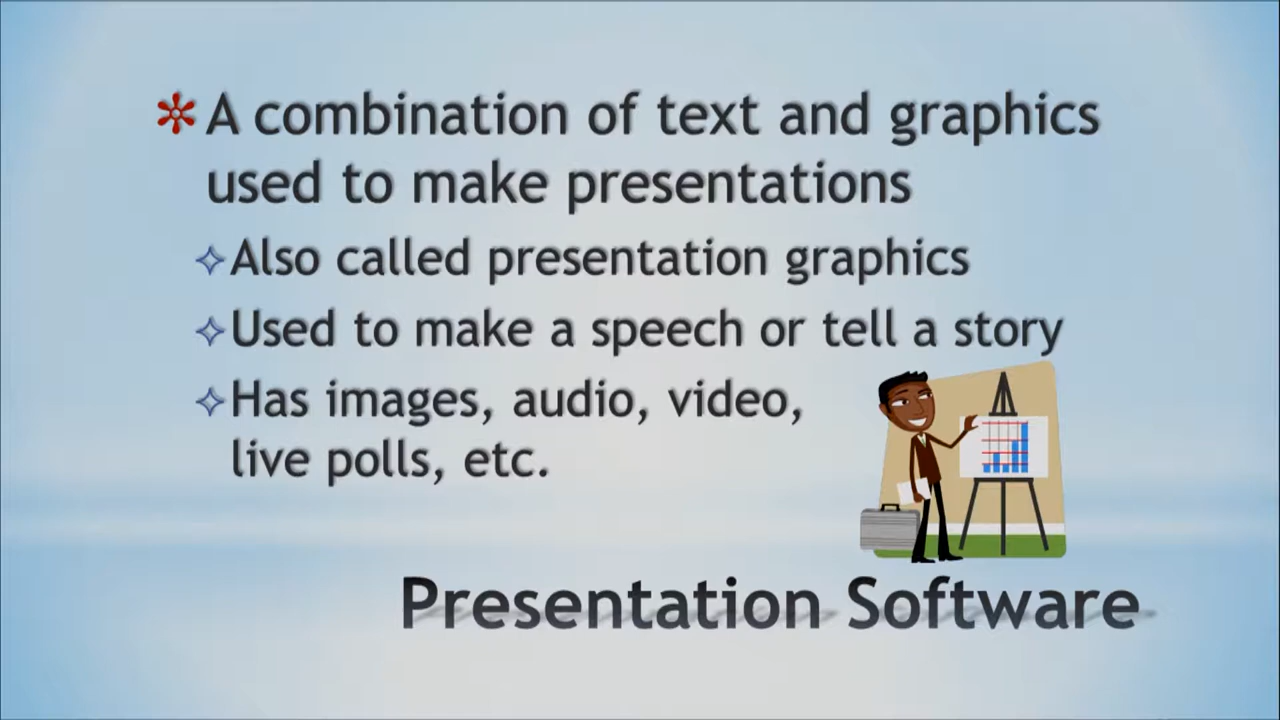 A combination of text and graphics
used to make presentations
Also called presentation graphics
Used to make a speech or tell a story
Has images, audio, video,
live polls, etc.
Presentation Software